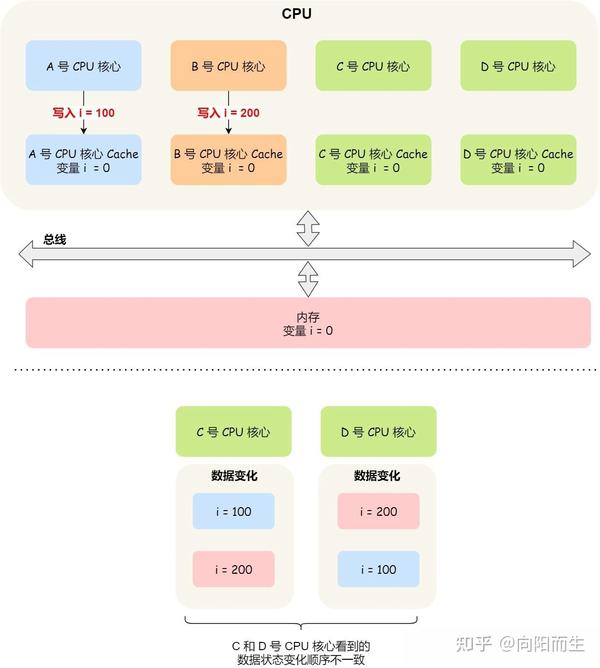 CPU
A 号 CPU 核心
B 号 CPU 核心
C 号 CPU 核心
D 号 CPU 核心
写入 i = 100
写入 i = 200
A 号 CPU 核心 Cache
变量 i = 0
B 号 CPU 核心 Cache
变量 i = 0
C 号 CPU 核心 Cache
变量 i = 0
D 号 CPU 核心 Cache
变量 i = 0
总线
内存
变量 i = 0
C 号 CPU 核心
D 号 CPU 核心
数据变化
数据变化
i = 100
i = 200
i = 200
i = 100
C 和 D 号 CPU 核心看到的
数据状态变化顺序不一致
知乎 @向阳而生